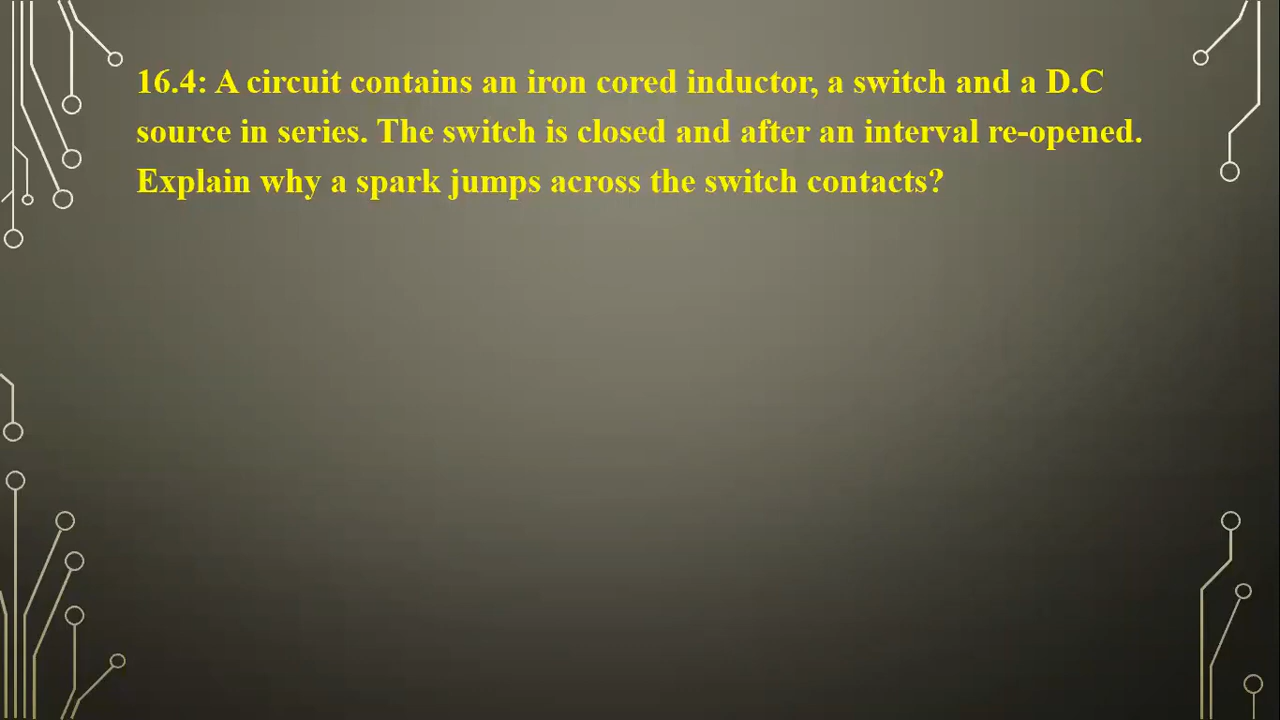 16.4: A circuit contains an iron cored inductor, a switch and a D.C
source in series. The switch is closed and after an interval re-opened.
Explain why a spark jumps across the switch contacts?